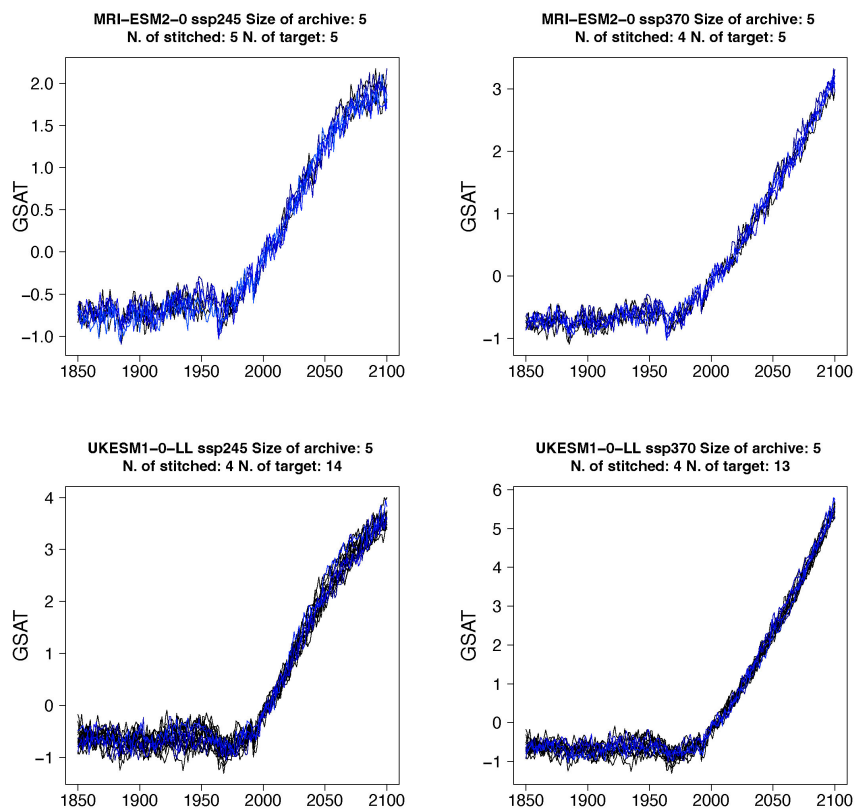 MRI−ESM2−0 ssp245 Size of archive: 5
N. of stitched: 5 N. of target: 5
GSAT
2.0
1.5
1.0
0.5
0.0
−0.5
−1.0
1850 1900 1950 2000 2050 2100
MRI−ESM2−0 ssp370 Size of archive: 5
N. of stitched: 4 N. of target: 5
GSAT
3
2
1
0
−1
1850 1900 1950 2000 2050 2100
UKESM1−0−LL ssp245 Size of archive: 5
N. of stitched: 4 N. of target: 14
GSAT
4
3
2
1
0
−1
1850 1900 1950 2000 2050 2100
UKESM1−0−LL ssp370 Size of archive: 5
N. of stitched: 4 N. of target: 13
GSAT
6
5
4
3
2
1
0
−1
1850 1900 1950 2000 2050 2100